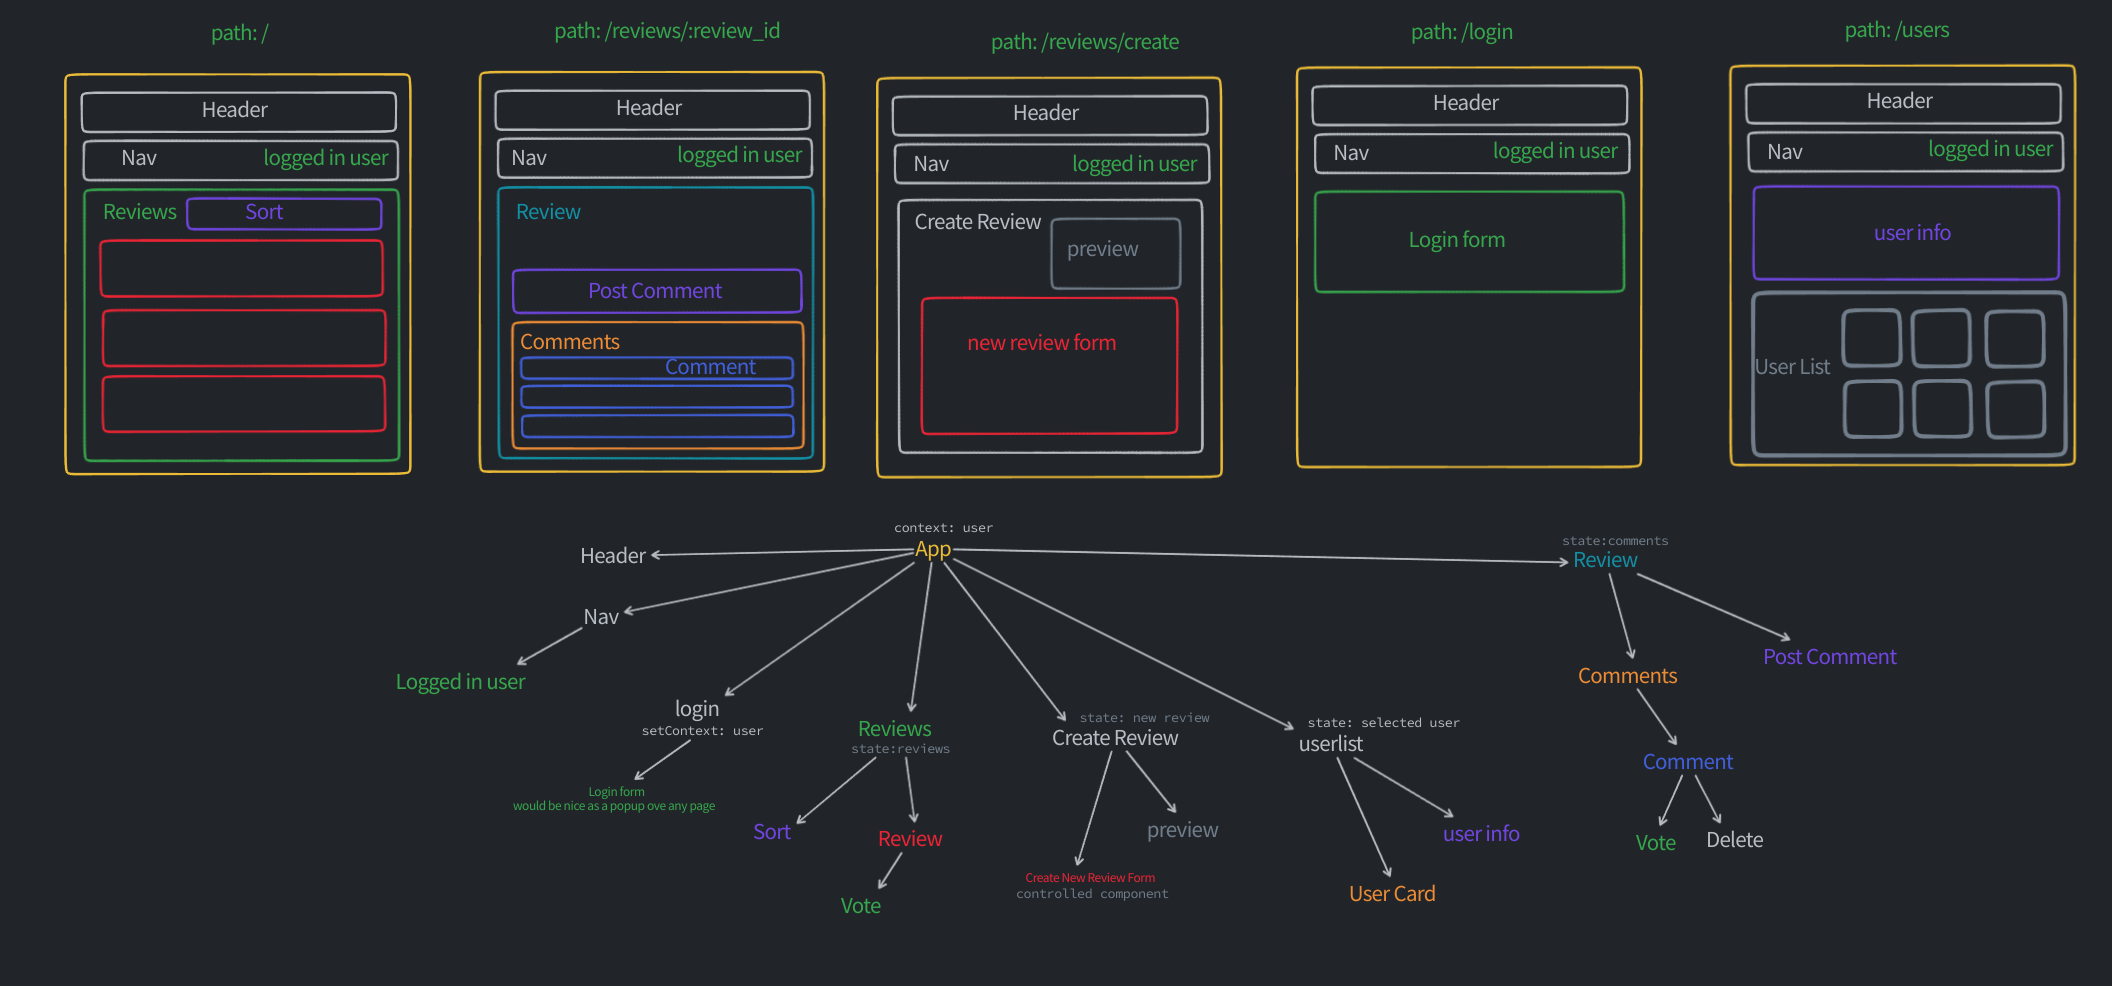 path: /
path: /reviews/:review_id
path: /reviews/create
path: /login
path: /users
Header
Nav
logged in user
Reviews
Sort
Header
Nav
logged in user
Review
Post Comment
Comments
Comment
Header
Nav
logged in user
Create Review
preview
new review form
Header
Nav
logged in user
Login form
Header
Nav
logged in user
user info
User List
context: user
App
Header
Nav
Logged in user
login
setContext: user
Login form
would be nice as a popup ove any page
Reviews
state:reviews
Sort
Review
Vote
state: new review
Create Review
preview
Create New Review Form
controlled component
state: selected user
userlist
user info
User Card
state:comments
Review
Comments
Post Comment
Comment
Vote
Delete